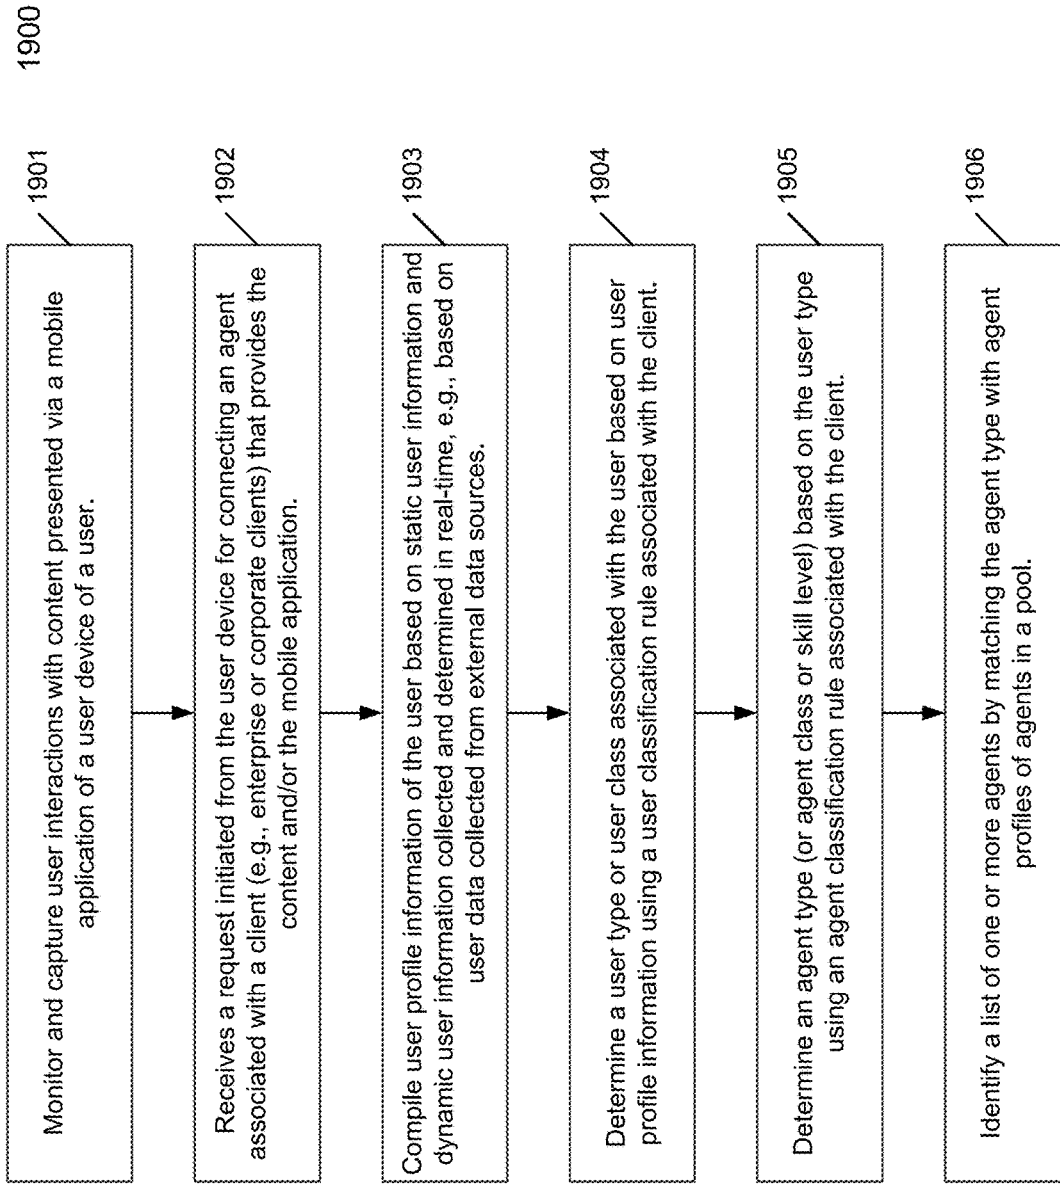 1900
Monitor and capture user interactions with content presented via a mobile
application of a user device of a user.
1901
Receives a request initiated from the user device for connecting an agent
associated with a client (e.g., enterprise or corporate clients) that provides the
content and/or the mobile application.
1902
Compile user profile information of the user based on static user information and
dynamic user information collected and determined in real-time, e.g., based on
user data collected from external data sources.
1903
Determine a user type or user class associated with the user based on user
profile information using a user classification rule associated with the client.
1904
Determine an agent type (or agent class or skill level) based on the user type
using an agent classification rule associated with the client.
1905
Identify a list of one or more agents by matching the agent type with agent
profiles of agents in a pool.
1906